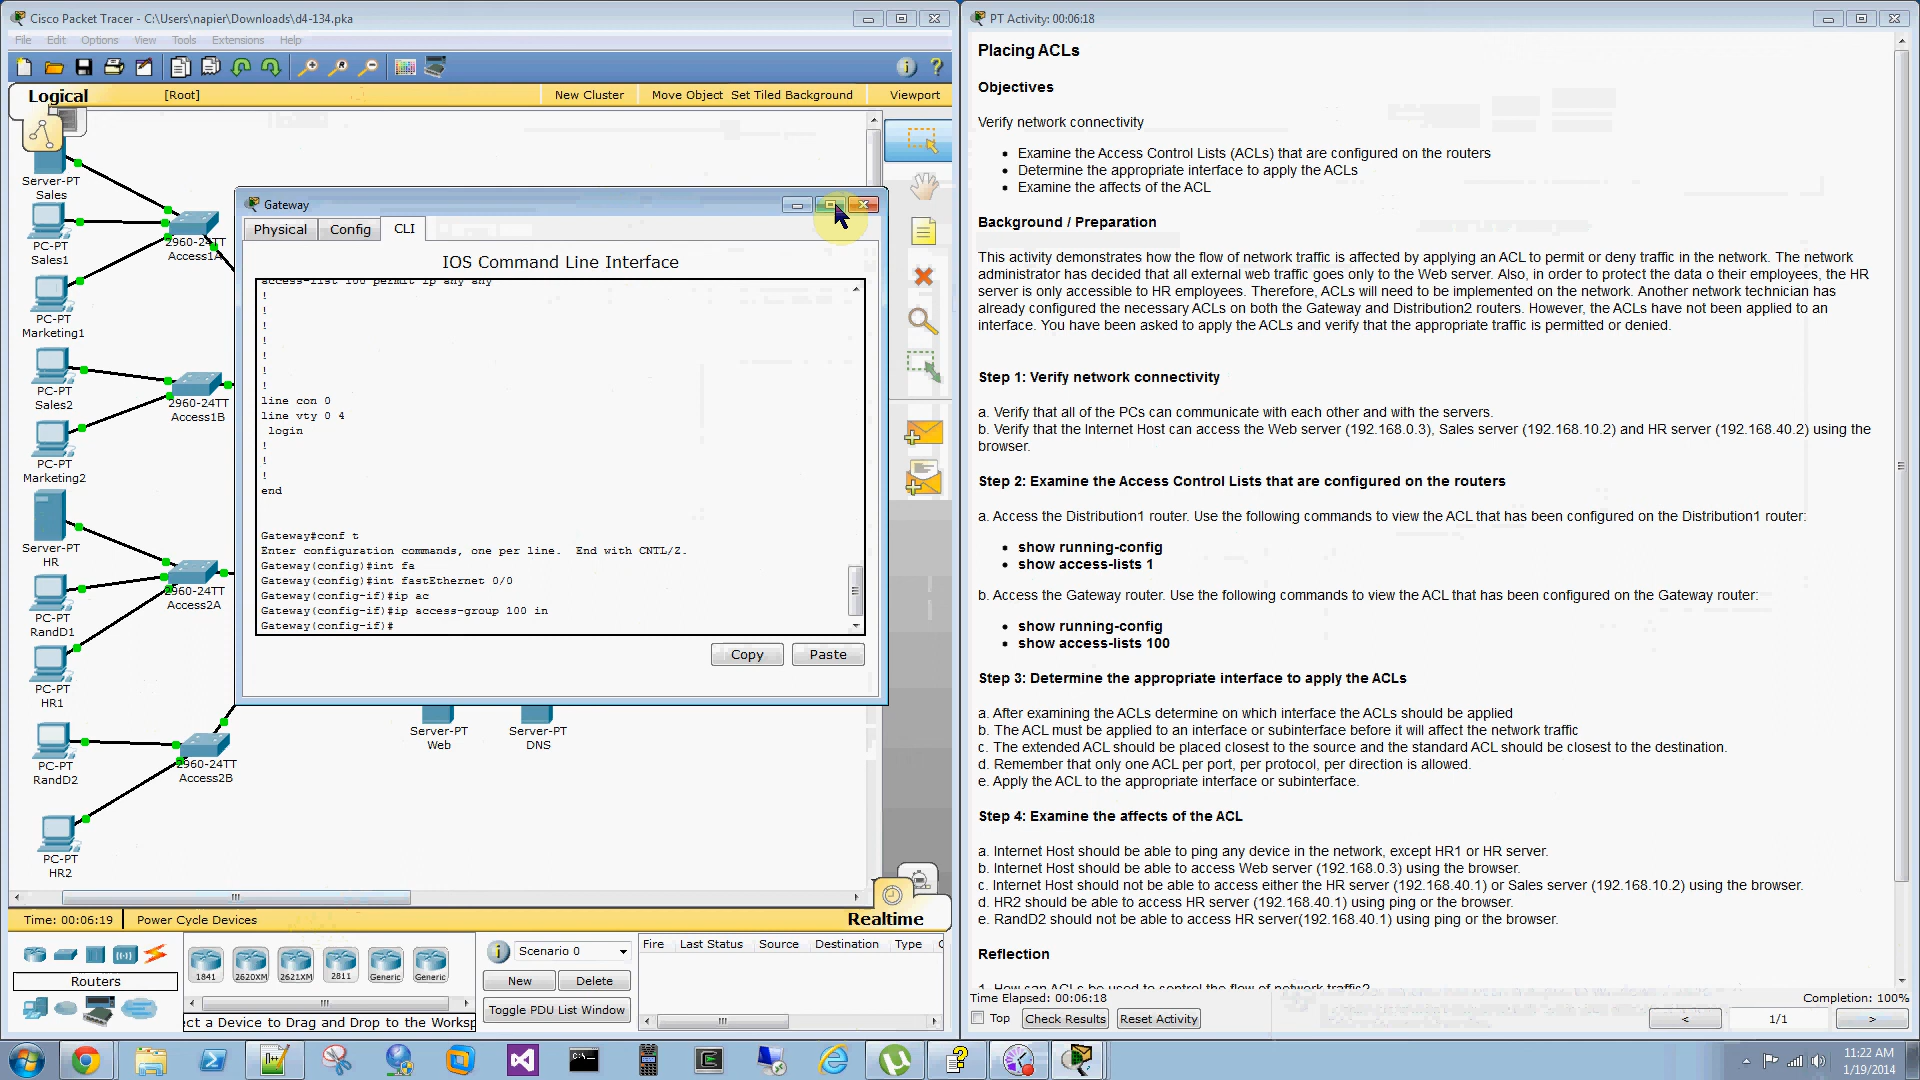 Cisco Packet Tracer - C:\Users\napier\Downloads\d4-134.pka
File Edit Options View Tools Extensions Help
Logical [Root] New Cluster Move Object Set Tiled Background Viewport
Server-PT
Sales
PC-PT
Sales1
2960-24TT
Access1A
PC-PT
Marketing1
PC-PT
Sales2
2960-24TT
Access1B
PC-PT
Marketing2
Server-PT
HR
PC-PT
RandD1
2960-24TT
Access2A
PC-PT
HR1
PC-PT
RandD2
2960-24TT
Access2B
PC-PT
HR2
Server-PT
Web
Server-PT
DNS
Gateway
Physical Config CLI
IOS Command Line Interface
access-list 100 permit ip any any
!
!
!
!
!
!
!
line con 0
line vty 0 4
login
!
!
!
end
Gateway#conf t
Enter configuration commands, one per line. End with CNTL/Z.
Gateway(config)#int fa
Gateway(config)#int fastEthernet 0/0
Gateway(config-if)#ip ac
Gateway(config-if)#ip access-group 100 in
Gateway(config-if)#
Copy Paste
Time: 00:06:19 Power Cycle Devices Realtime
Routers
1841 2620XM 2621XM 2811 Generic Generic
ect a Device to Drag and Drop to the Worksp
Scenario 0
New Delete
Toggle PDU List Window
Fire Last Status Source Destination Type
PT Activity: 00:06:18
Placing ACLs
Objectives
Verify network connectivity
• Examine the Access Control Lists (ACLs) that are configured on the routers
• Determine the appropriate interface to apply the ACLs
• Examine the affects of the ACL
Background / Preparation
This activity demonstrates how the flow of network traffic is affected by applying an ACL to permit or deny traffic in the network. The network
administrator has decided that all external web traffic goes only to the Web server. Also, in order to protect the data o their employees, the HR
server is only accessible to HR employees. Therefore, ACLs will need to be implemented on the network. Another network technician has
already configured the necessary ACLs on both the Gateway and Distribution2 routers. However, the ACLs have not been applied to an
interface. You have been asked to apply the ACLs and verify that the appropriate traffic is permitted or denied.
Step 1: Verify network connectivity
a. Verify that all of the PCs can communicate with each other and with the servers.
b. Verify that the Internet Host can access the Web server (192.168.0.3), Sales server (192.168.10.2) and HR server (192.168.40.2) using the
browser.
Step 2: Examine the Access Control Lists that are configured on the routers
a. Access the Distribution1 router. Use the following commands to view the ACL that has been configured on the Distribution1 router:
• show running-config
• show access-lists 1
b. Access the Gateway router. Use the following commands to view the ACL that has been configured on the Gateway router:
• show running-config
• show access-lists 100
Step 3: Determine the appropriate interface to apply the ACLs
a. After examining the ACLs determine on which interface the ACLs should be applied
b. The ACL must be applied to an interface or subinterface before it will affect the network traffic
c. The extended ACL should be placed closest to the source and the standard ACL should be closest to the destination.
d. Remember that only one ACL per port, per protocol, per direction is allowed.
e. Apply the ACL to the appropriate interface or subinterface.
Step 4: Examine the affects of the ACL
a. Internet Host should be able to ping any device in the network, except HR1 or HR server.
b. Internet Host should be able to access Web server (192.168.0.3) using the browser.
c. Internet Host should not be able to access either the HR server (192.168.40.1) or Sales server (192.168.10.2) using the browser.
d. HR2 should be able to access HR server (192.168.40.1) using ping or the browser.
e. RandD2 should not be able to access HR server(192.168.40.1) using ping or the browser.
Reflection
1. How can ACLs be used to control the flow of network traffic?
Time Elapsed: 00:06:18 Completion: 100%
Top Check Results Reset Activity < 1/1 >
11:22 AM
1/19/2014